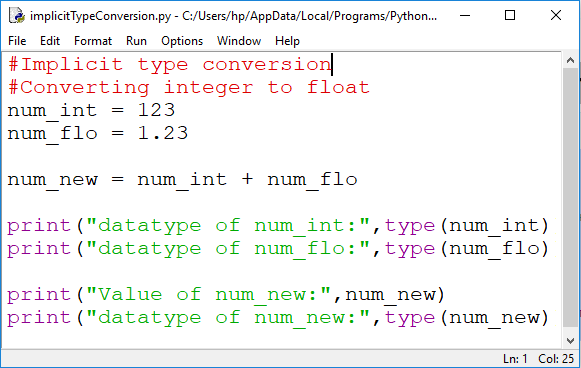 implicitTypeConversion.py - C:/Users/hp/AppData/Local/Programs/Python...
File Edit Format Run Options Window Help
#Implicit type conversion
#Converting integer to float
num_int = 123
num_flo = 1.23
num_new = num_int + num_flo
print("datatype of num_int:",type(num_int)
print("datatype of num_flo:",type(num_flo)
print("Value of num_new:",num_new)
print("datatype of num_new:",type(num_new)
Ln: 1 Col: 25